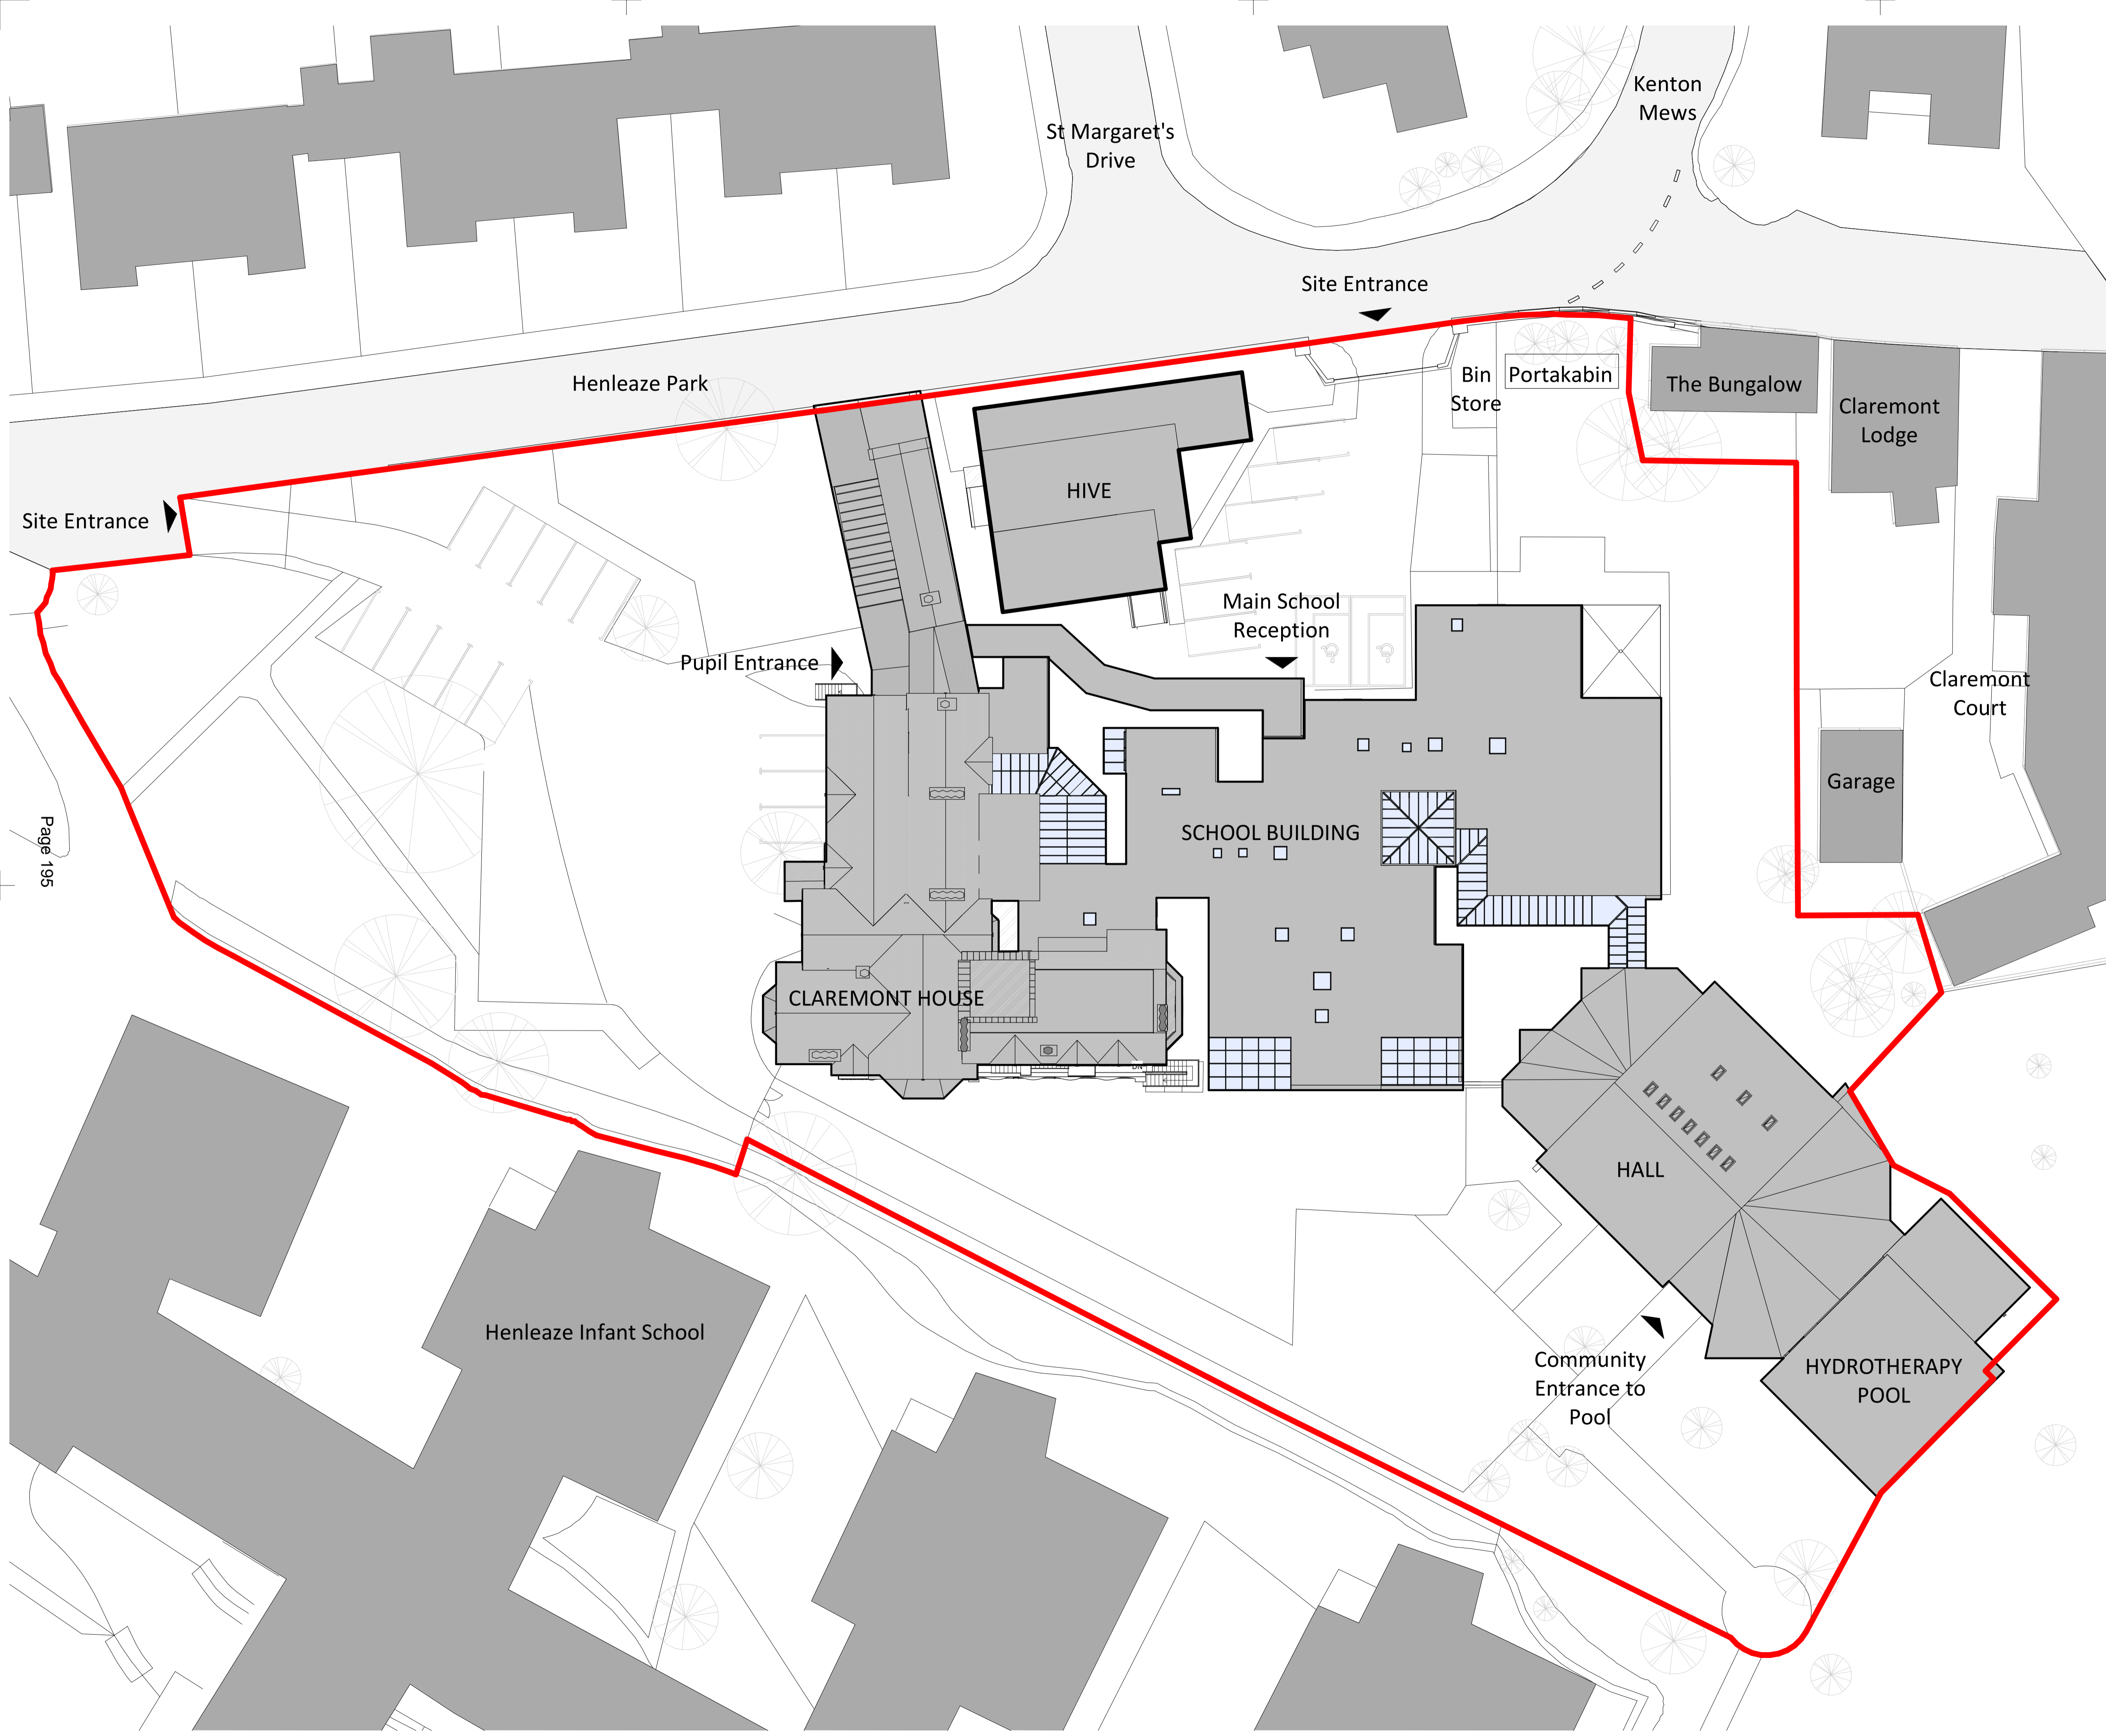 Kenton
Mews
St Margaret's
Drive
Site Entrance
Henleaze Park
Bin
Store
Portakabin
The Bungalow
Claremont
Lodge
HIVE
Site Entrance
Main School
Reception
Pupil Entrance
Claremont
Court
Garage
SCHOOL BUILDING
Page 195
CLAREMONT HOUSE
DN
HALL
Henleaze Infant School
Community
Entrance to
Pool
HYDROTHERAPY
POOL